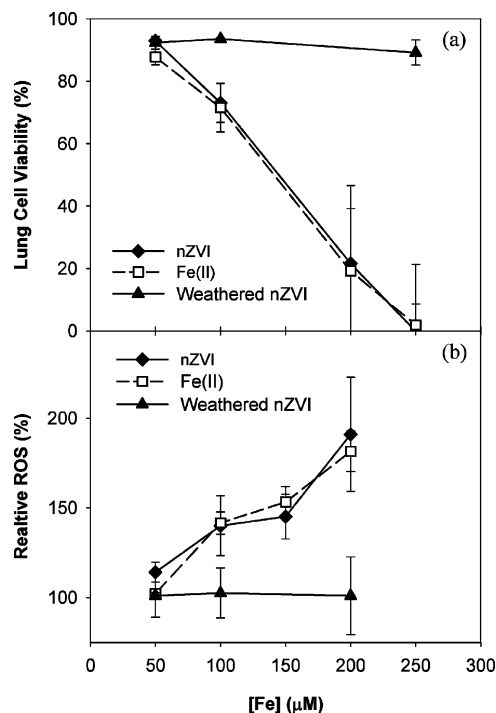 100
(a)
80
60
40
20
0
Lung Cell Viability (%)
nZVI
Fe(II)
Weathered nZVI
(b)
nZVI
Fe(II)
Weathered nZVI
200
150
100
Realtive ROS (%)
0 50 100 150 200 250 300
[Fe] (μM)